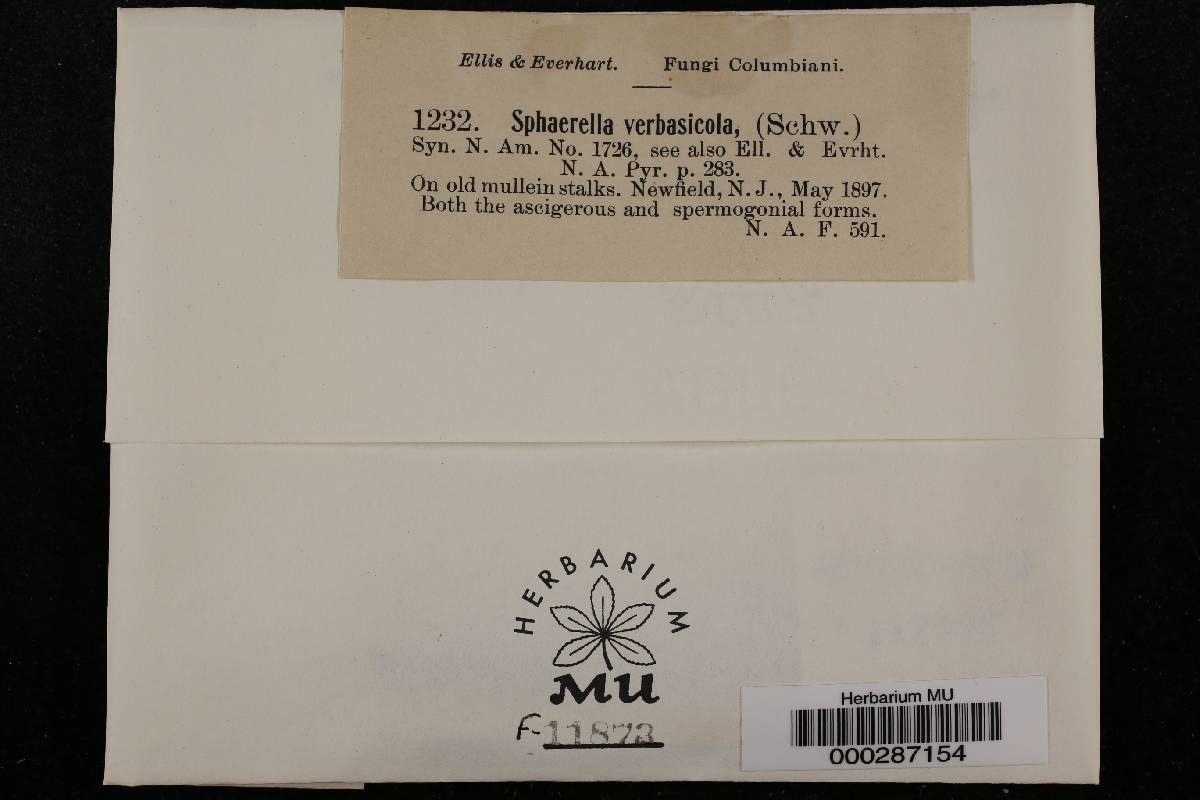 Ellis & Everhart. Fungi Columbiani.
1232. Sphaerella verbasicola, (Schw.)
Syn. N. Am. No. 1726, see also Ell. & Evrht.
N. A. Pyr. p. 283.
On old mullein stalks. Newfield, N. J., May 1897.
Both the ascigerous and spermogonial forms.
N. A. F. 591.
HERBARIUM
MU
F-11873
Herbarium MU
000287154